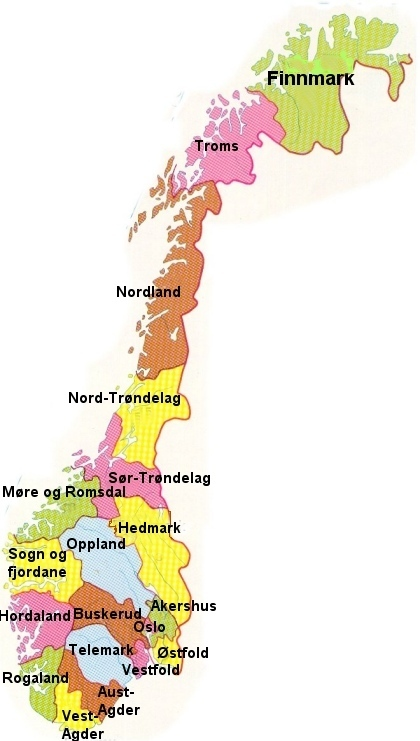 Finnmark
Troms
Nordland
Nord-Trøndelag
Sør-Trøndelag
Møre og Romsdal
Hedmark
Oppland
Sogn og
fjordane
Akershus
Hordaland
Buskerud
Oslo
Telemark
Østfold
Vestfold
Rogaland
Aust-
Agder
Vest-
Agder